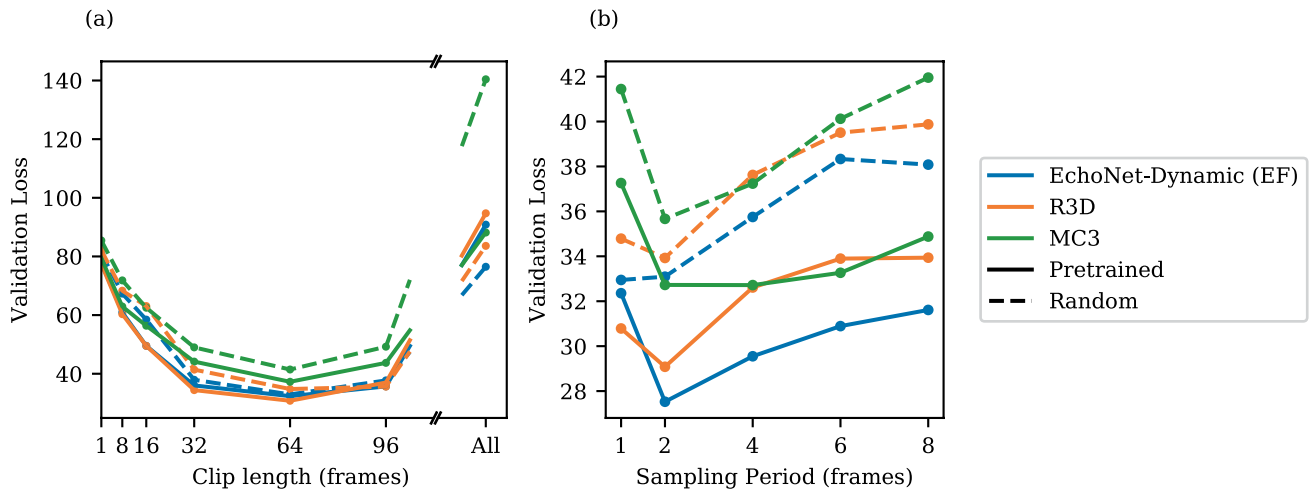 (a)
140
120
100
80
60
40
Validation Loss
1 8 16 32 64 96 All
Clip length (frames)
(b)
42
40
38
36
34
32
30
28
Validation Loss
1 2 4 6 8
Sampling Period (frames)
EchoNet-Dynamic (EF)
R3D
MC3
Pretrained
Random